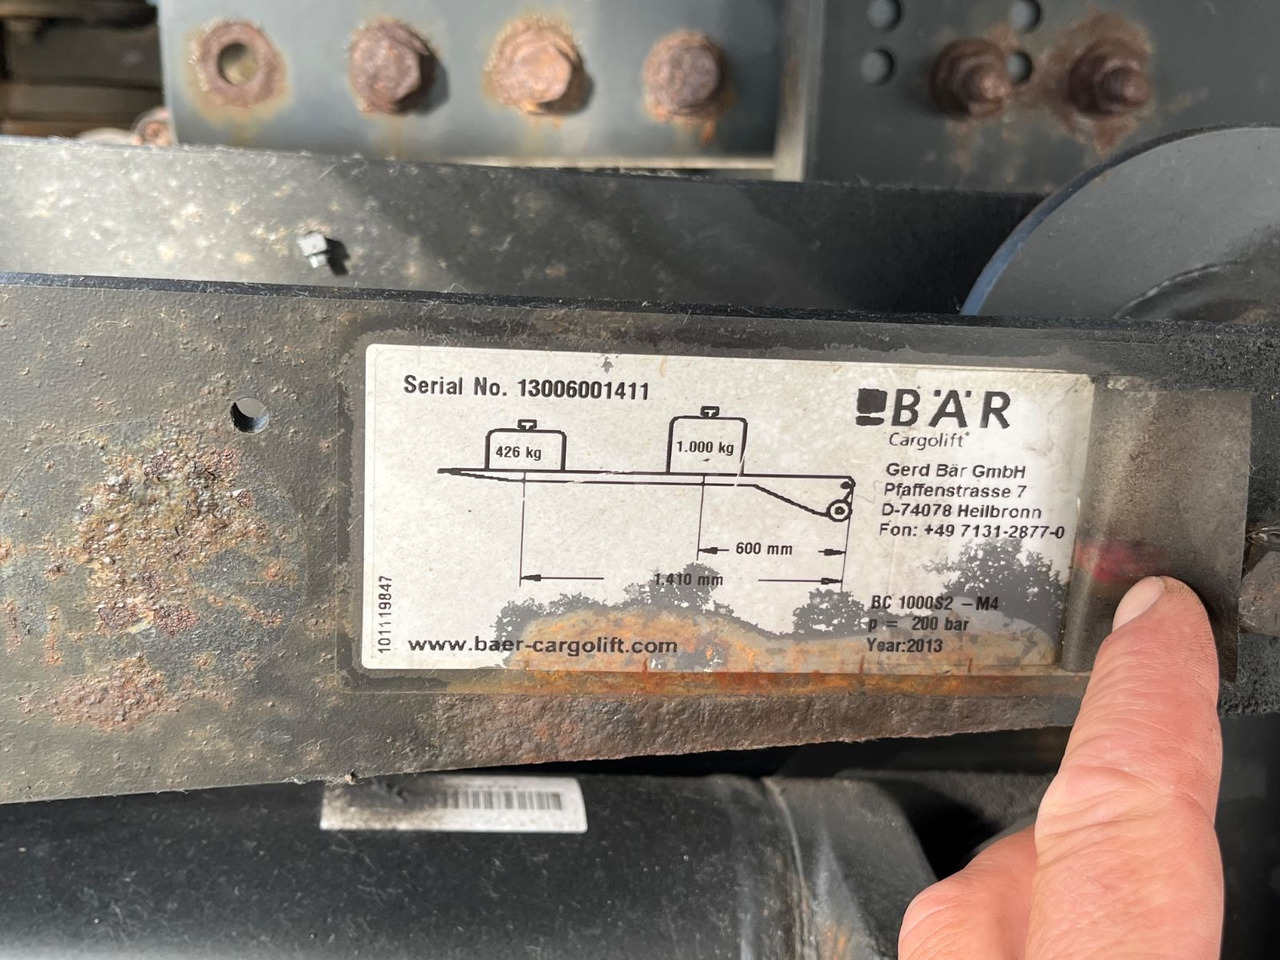 Serial No. 13006001411
BÄR
Cargolift
426 kg
1.000 kg
Gerd Bär GmbH
Pfaffenstrasse 7
D-74078 Heilbronn
Fon: +49 7131-2877-0
600 mm
1.410 mm
101119847
BC 1000S2 -M4
p = 200 bar
Year:2013
www.baer-cargolift.com